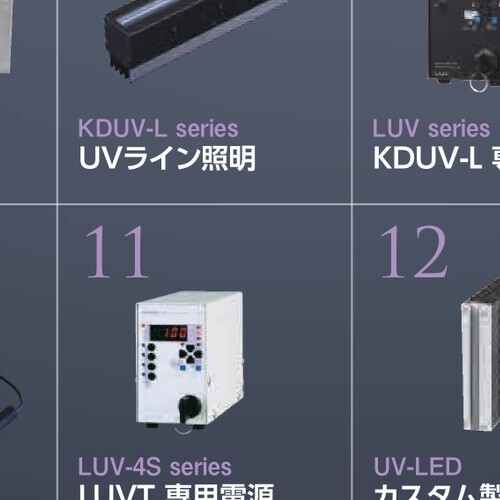 KDUV-L series
UVライン照明
LUV series
KDUV-L
11
12
100
LUV-4S series
LUVT 専用電源
UV-LED
カスタム製